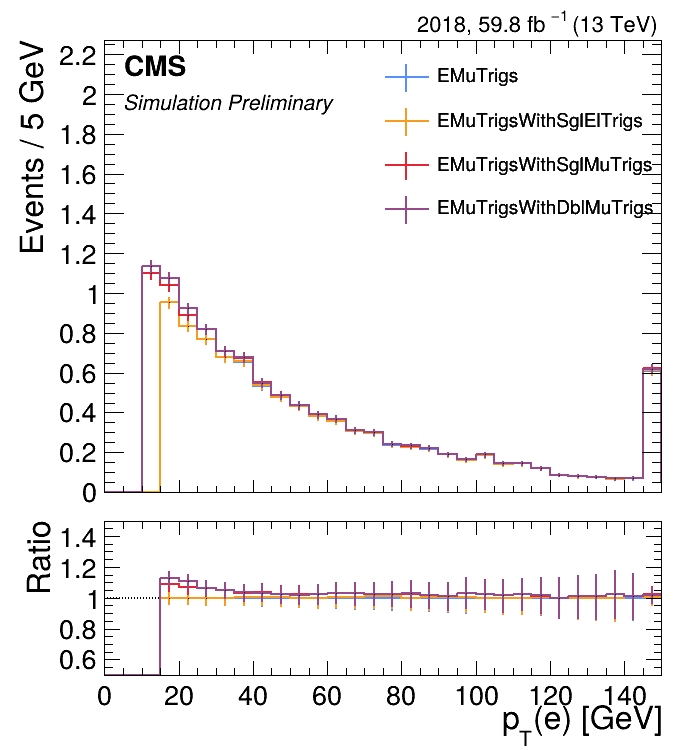 2018, 59.8 fb⁻¹ (13 TeV)
CMS
Simulation Preliminary
EMuTrigs
EMuTrigsWithSglElTrigs
EMuTrigsWithSglMuTrigs
EMuTrigsWithDblMuTrigs
Events / 5 GeV
2.2
2
1.8
1.6
1.4
1.2
1
0.8
0.6
0.4
0.2
0
Ratio
1.4
1.2
1
0.8
0.6
0 20 40 60 80 100 120 140
p_T(e) [GeV]